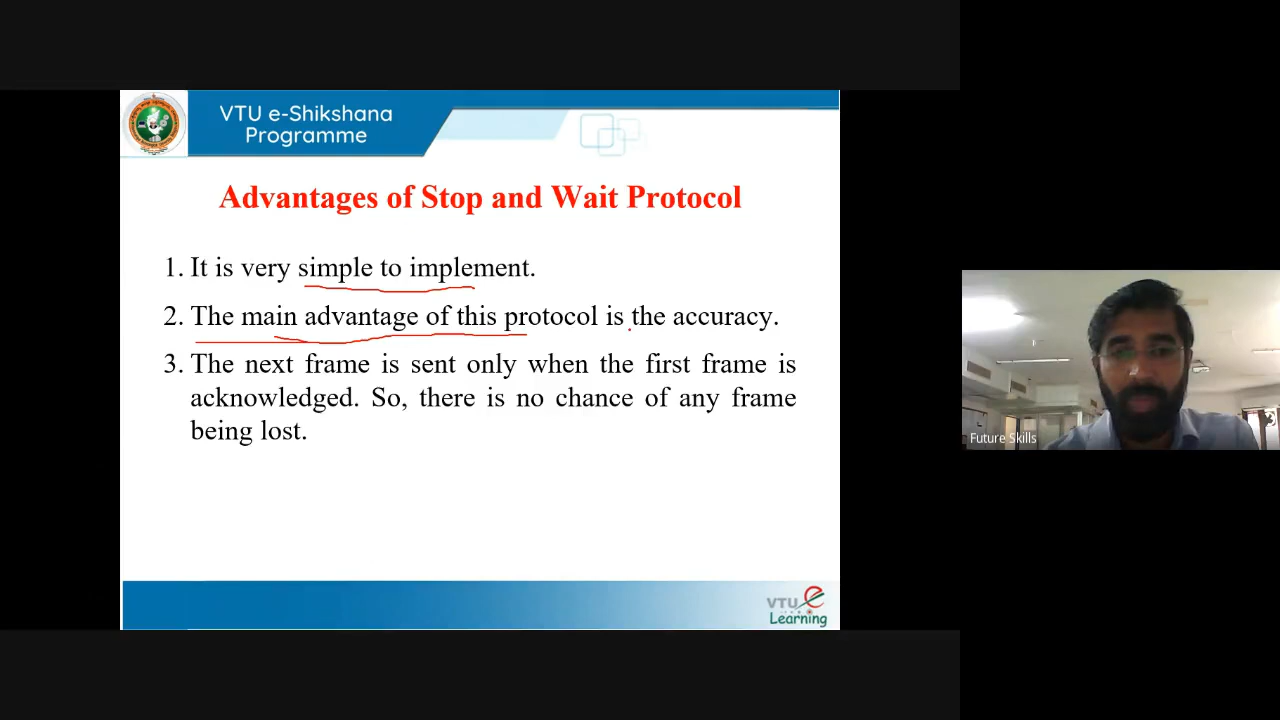 VTU e-Shikshana
Programme
Advantages of Stop and Wait Protocol
1. It is very simple to implement.
2. The main advantage of this protocol is the accuracy.
3. The next frame is sent only when the first frame is
acknowledged. So, there is no chance of any frame
being lost.
Future Skills
VTU e
Learning